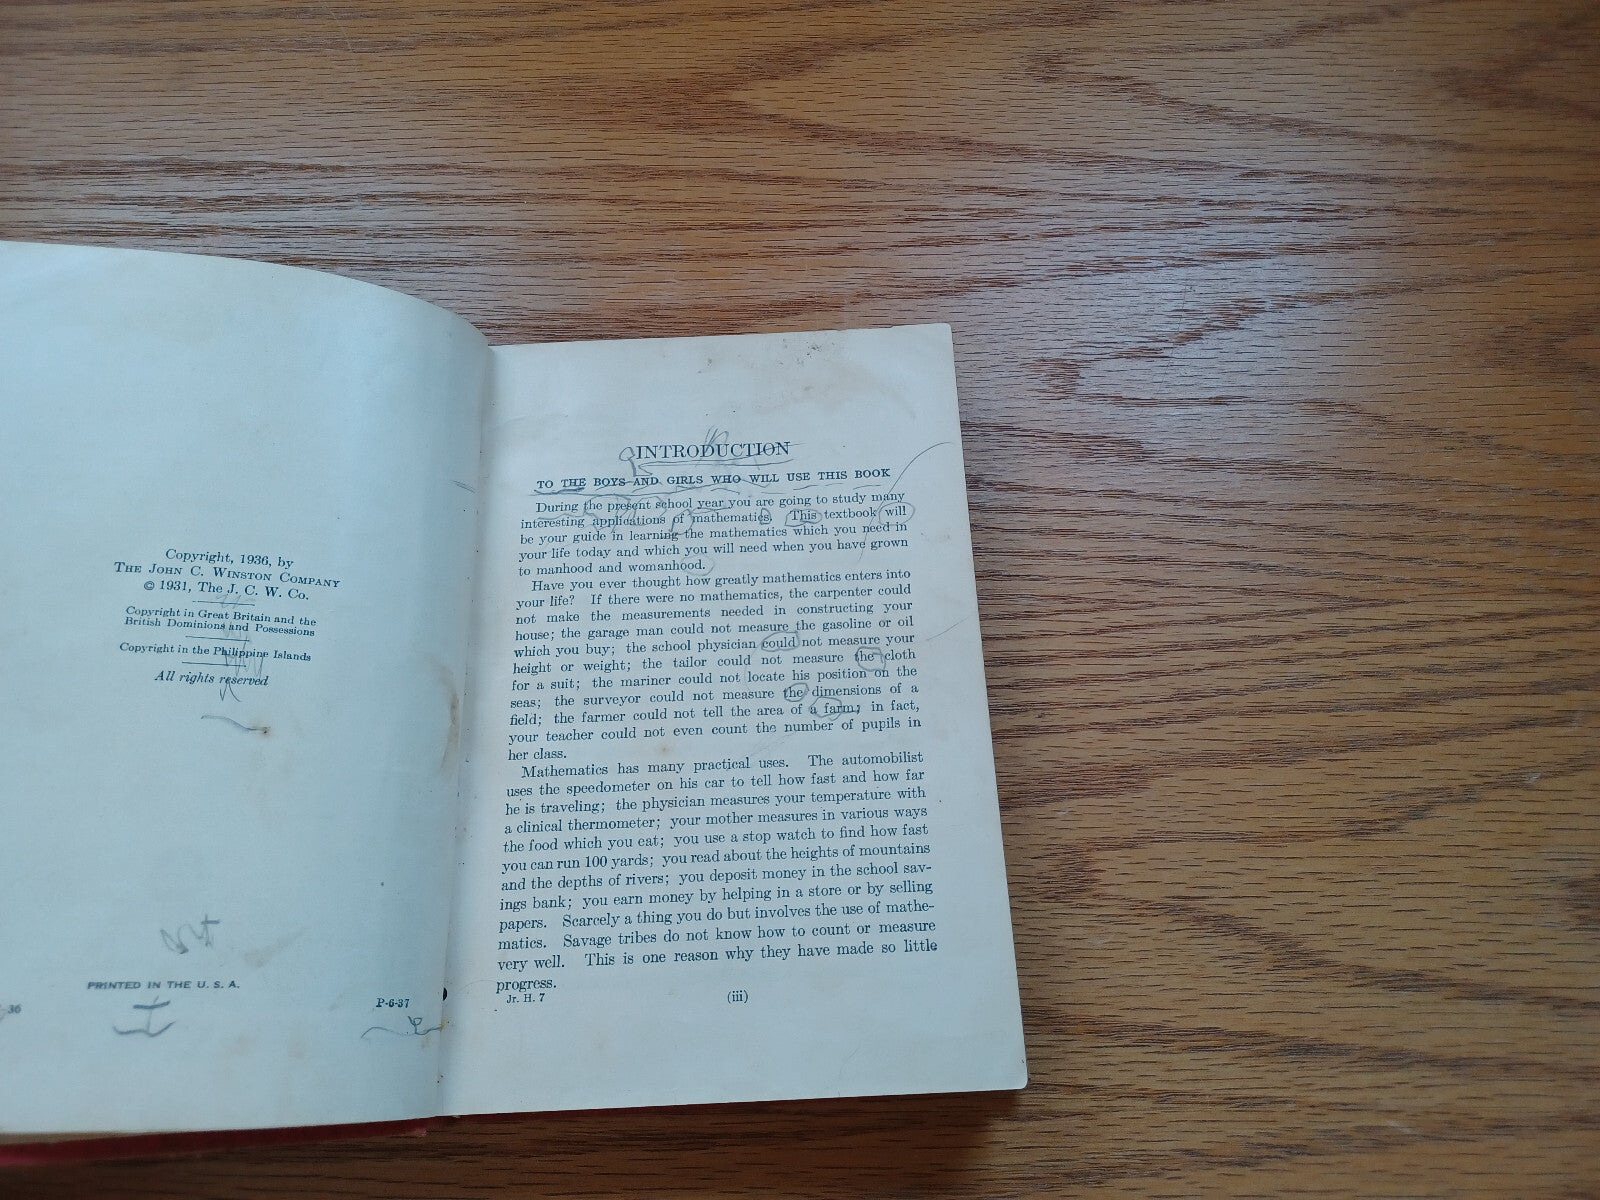 Copyright, 1936, by
THE JOHN C. WINSTON COMPANY
© 1931, The J. C. W. Co.
Copyright in Great Britain and the
British Dominions and Possessions
Copyright in the Philippine Islands
All rights reserved
PRINTED IN THE U. S. A.
36
P-6-37
INTRODUCTION
TO THE BOYS AND GIRLS WHO WILL USE THIS BOOK
During the present school year you are going to study many
interesting applications of mathematics. This textbook will
be your guide in learning the mathematics which you need in
your life today and which you will need when you have grown
to manhood and womanhood.
Have you ever thought how greatly mathematics enters into
your life? If there were no mathematics, the carpenter could
not make the measurements needed in constructing your
house; the garage man could not measure the gasoline or oil
which you buy; the school physician could not measure your
height or weight; the tailor could not measure the cloth
for a suit; the mariner could not locate his position on the
seas; the surveyor could not measure the dimensions of a
field; the farmer could not tell the area of a farm; in fact,
your teacher could not even count the number of pupils in
her class.
Mathematics has many practical uses. The automobilist
uses the speedometer on his car to tell how fast and how far
he is traveling; the physician measures your temperature with
a clinical thermometer; your mother measures in various ways
the food which you eat; you use a stop watch to find how fast
you can run 100 yards; you read about the heights of mountains
and the depths of rivers; you deposit money in the school sav-
ings bank; you earn money by helping in a store or by selling
papers. Scarcely a thing you do but involves the use of mathe-
matics. Savage tribes do not know how to count or measure
very well. This is one reason why they have made so little
progress.
Jr. H. 7
(iii)